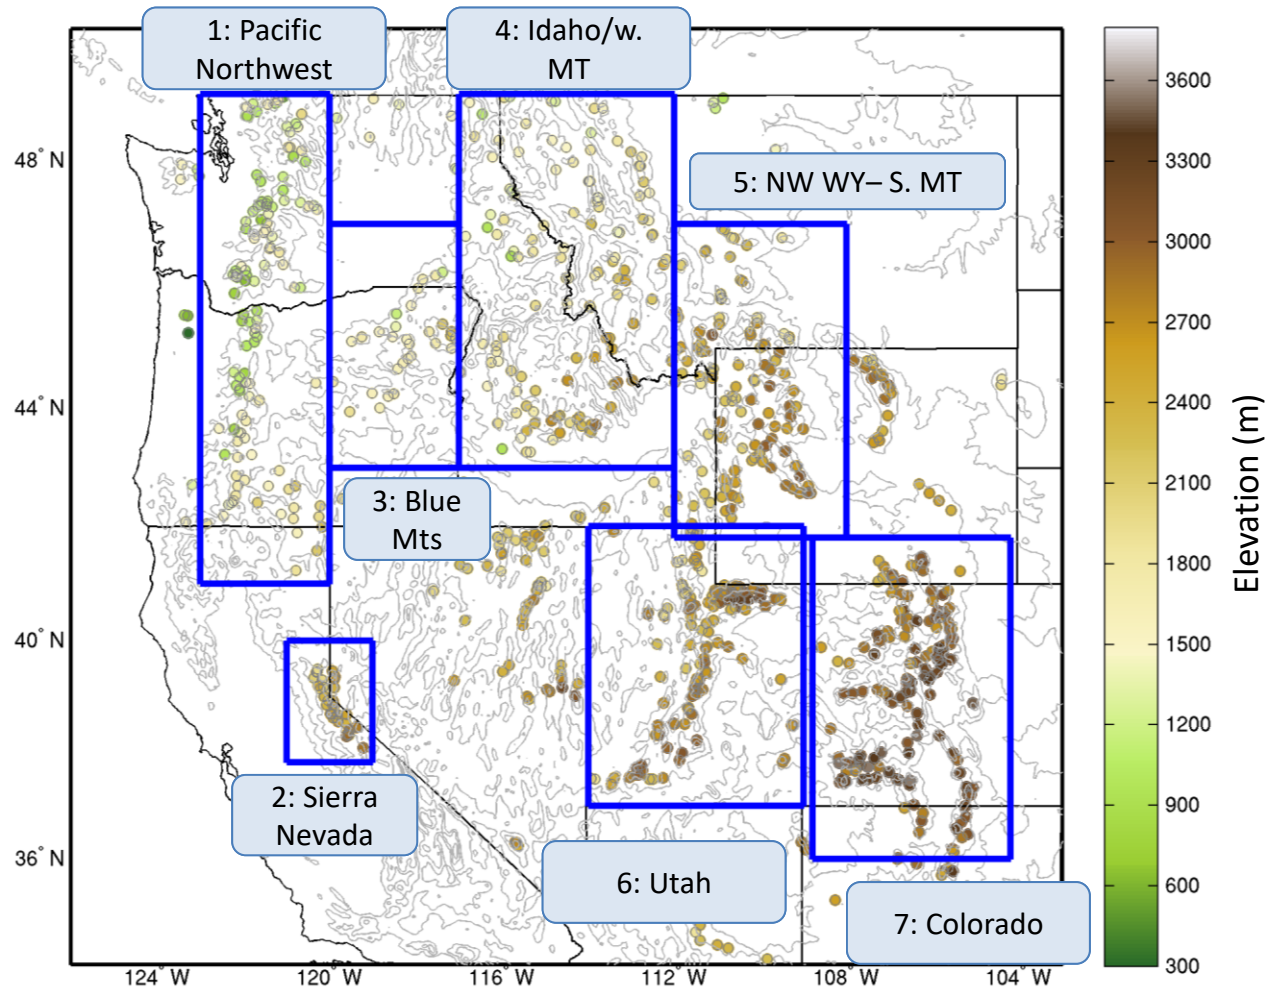 1: Pacific
Northwest
4: Idaho/w.
MT
5: NW WY– S. MT
3: Blue
Mts
2: Sierra
Nevada
6: Utah
7: Colorado
48° N
44° N
40° N
36° N
124° W
120° W
116° W
112° W
108° W
104° W
3600
3300
3000
2700
2400
2100
1800
1500
1200
900
600
300
Elevation (m)